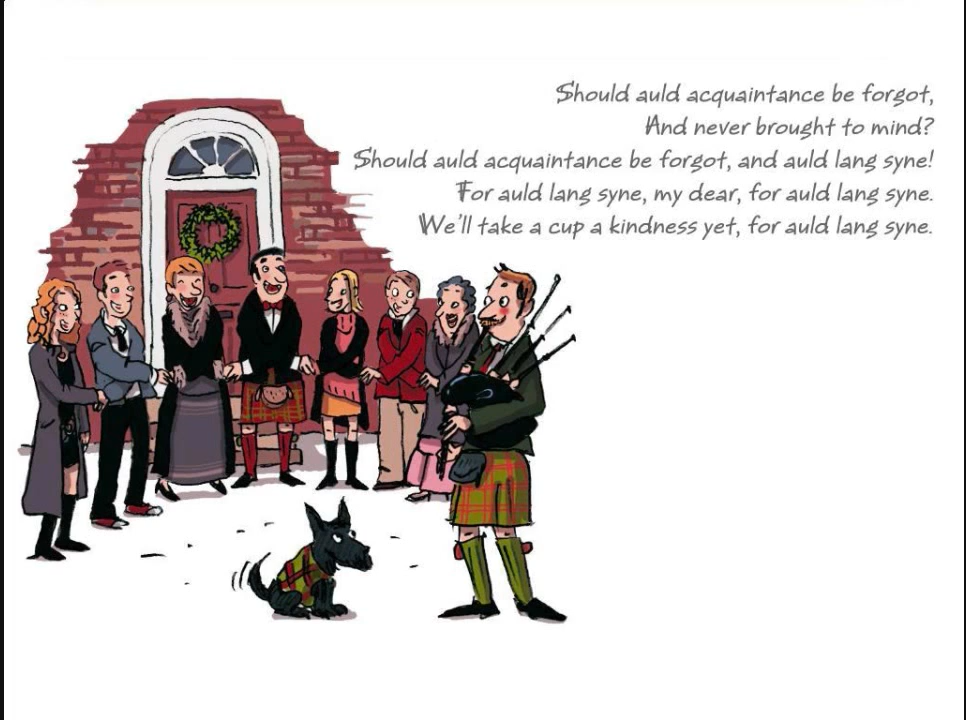 Should auld acquaintance be forgot,
And never brought to mind?
Should auld acquaintance be forgot, and auld lang syne!
For auld lang syne, my dear, for auld lang syne.
We'll take a cup a kindness yet, for auld lang syne.